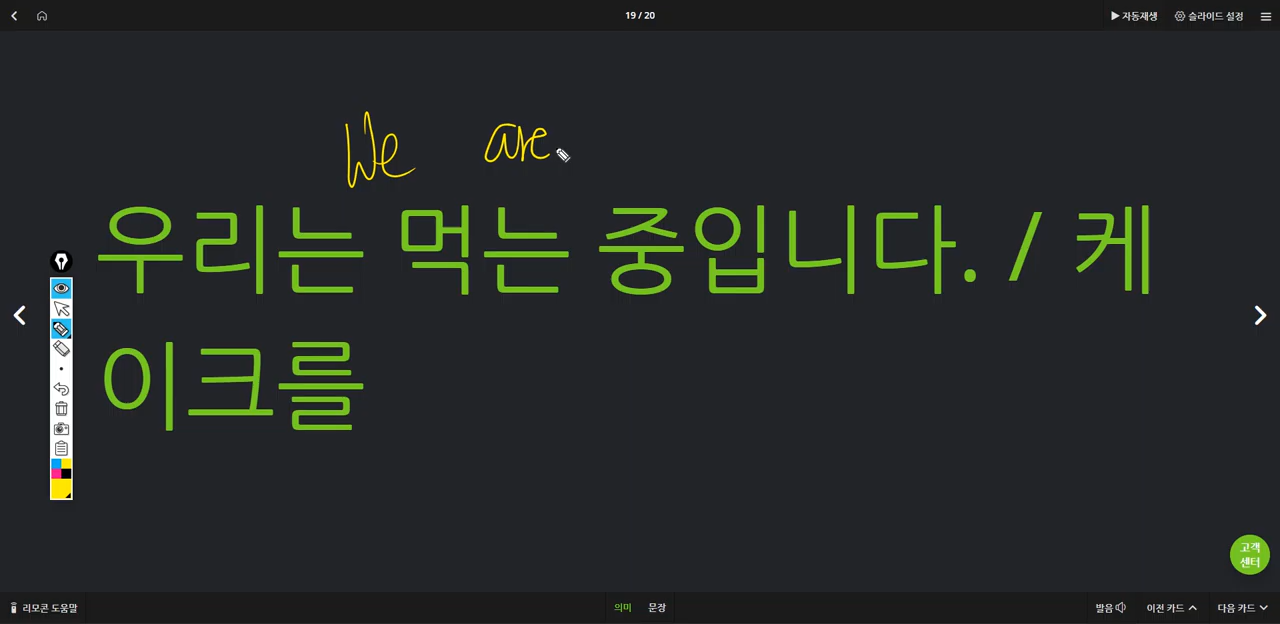 19 / 20
자동재생
슬라이드 설정
We are
우리는 먹는 중입니다. / 케
이크를
고객
센터
리모콘 도움말
의미
문장
발음
이전 카드
다음 카드